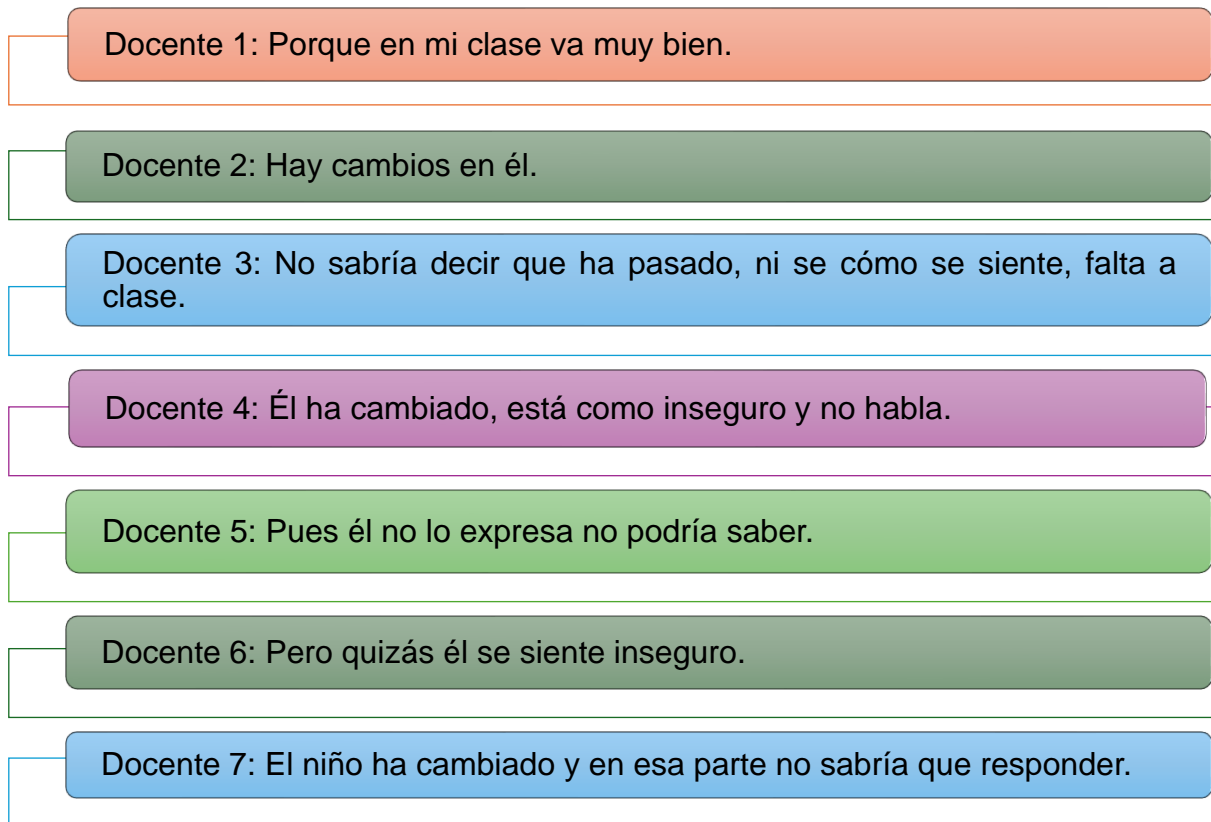 Docente 1: Porque en mi clase va muy bien.
Docente 2: Hay cambios en él.
Docente 3: No sabría decir que ha pasado, ni se cómo se siente, falta a
clase.
Docente 4: Él ha cambiado, está como inseguro y no habla.
Docente 5: Pues él no lo expresa no podría saber.
Docente 6: Pero quizás él se siente inseguro.
Docente 7: El niño ha cambiado y en esa parte no sabría que responder.